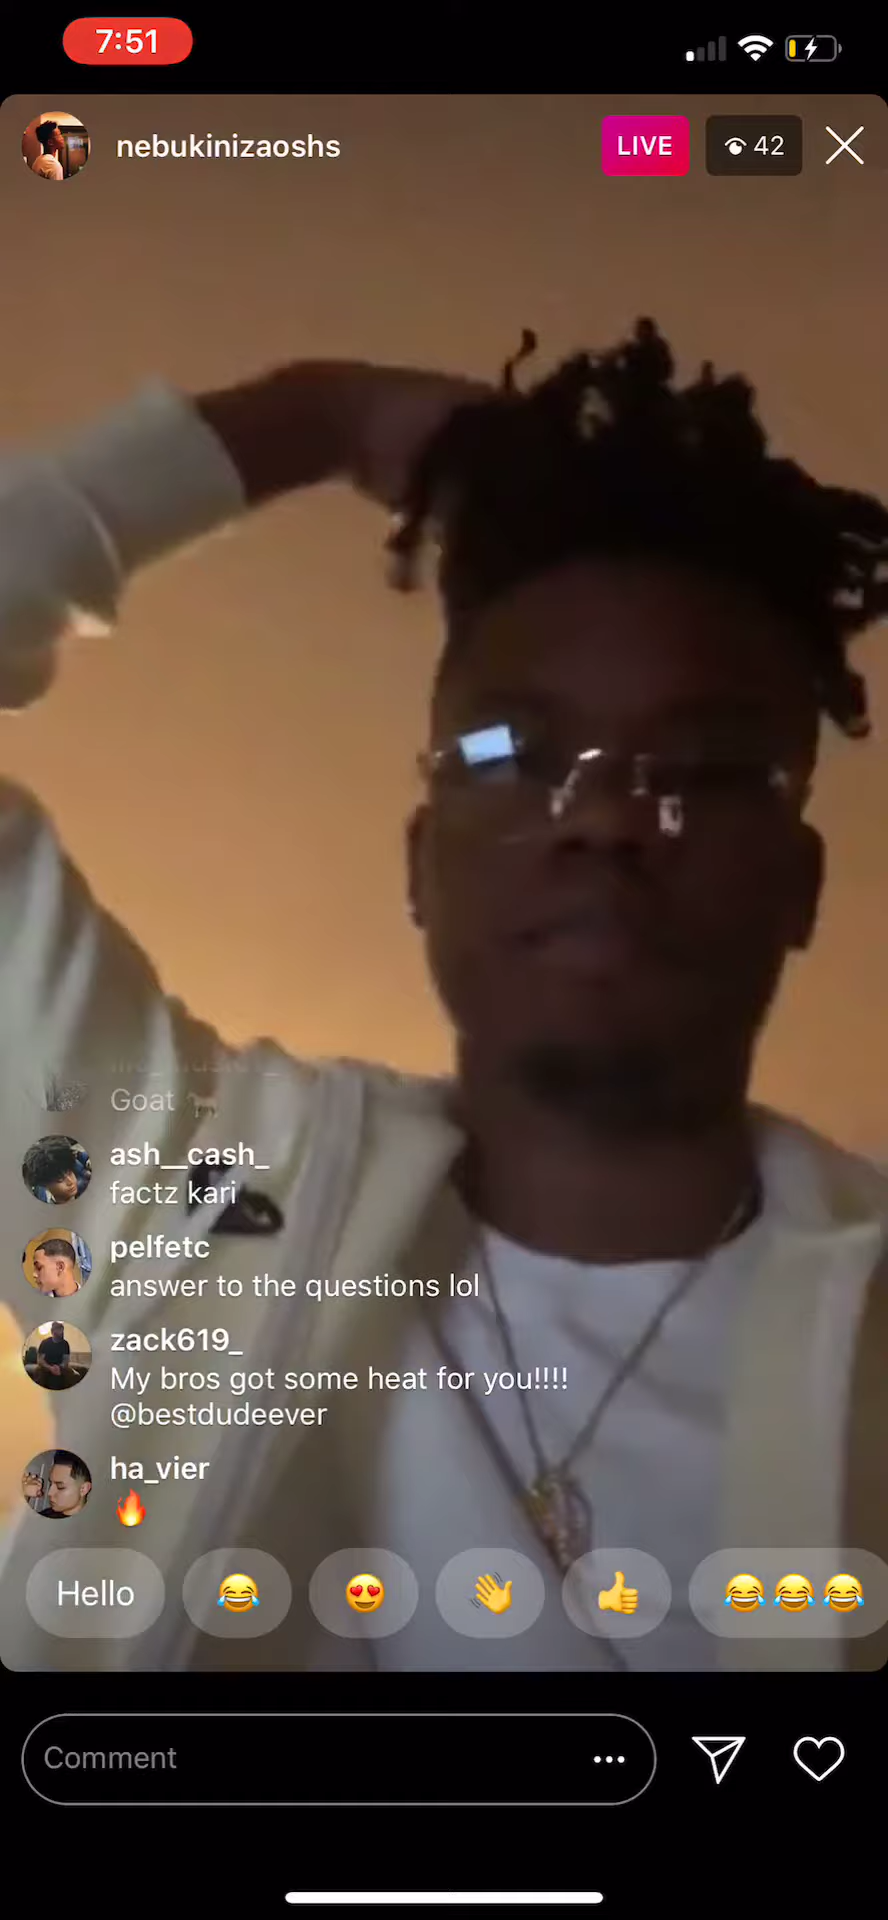 7:51
nebukinizaoshs
LIVE
42
Goat 🐐
ash__cash_
factz kari
pelfetc
answer to the questions lol
zack619_
My bros got some heat for you!!!!
@bestdudeever
ha_vier
🔥
Hello 😂 😍 👋 👍 😂😂😂
Comment